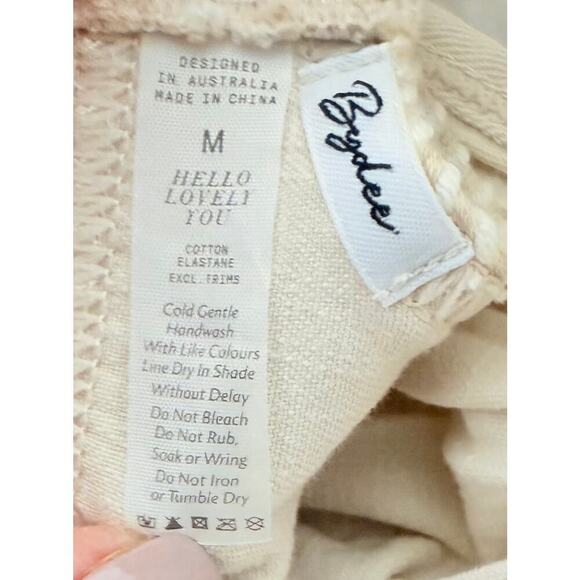 DESIGNED
IN AUSTRALIA
MADE IN CHINA
M
HELLO
LOVELY
YOU
COTTON
ELASTANE
EXCL. TRIMS
Cold Gentle
Handwash
With Like Colours
Line Dry In Shade
Without Delay
Do Not Bleach
Do Not Rub,
Soak or Wring
Do Not Iron
or Tumble Dry
Bydee